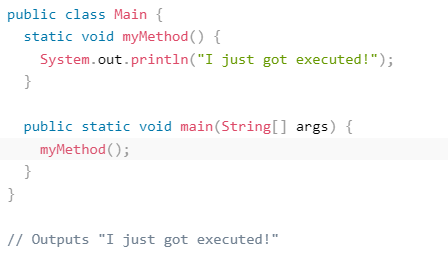 public class Main {
  static void myMethod() {
    System.out.println("I just got executed!");
  }

  public static void main(String[] args) {
    myMethod();
  }
}

// Outputs "I just got executed!"